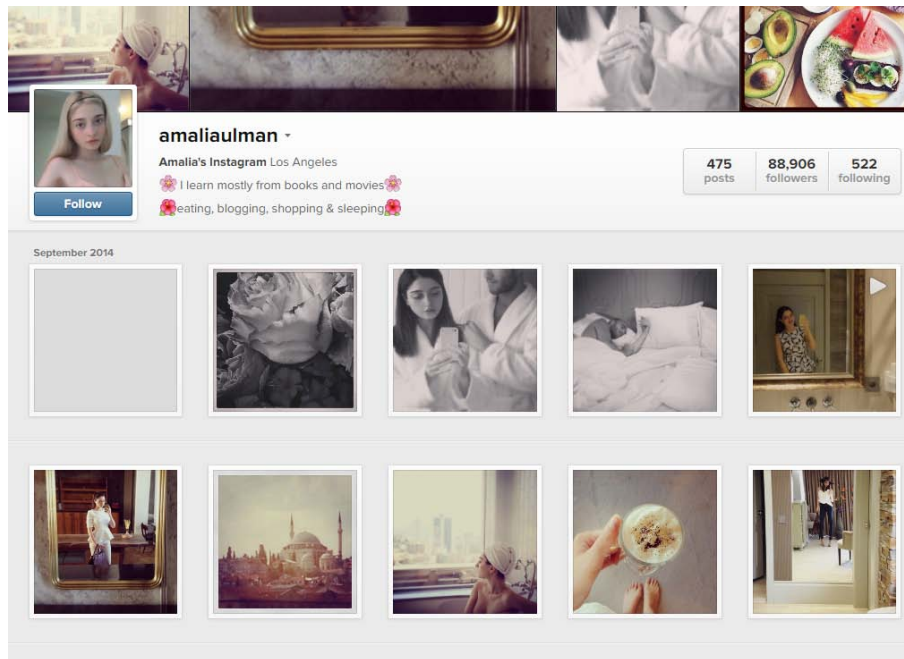 amaliaulman
Amalia's Instagram Los Angeles
🌸 I learn mostly from books and movies🌸
🌺eating, blogging, shopping & sleeping🌺
Follow
475 posts
88,906 followers
522 following
September 2014